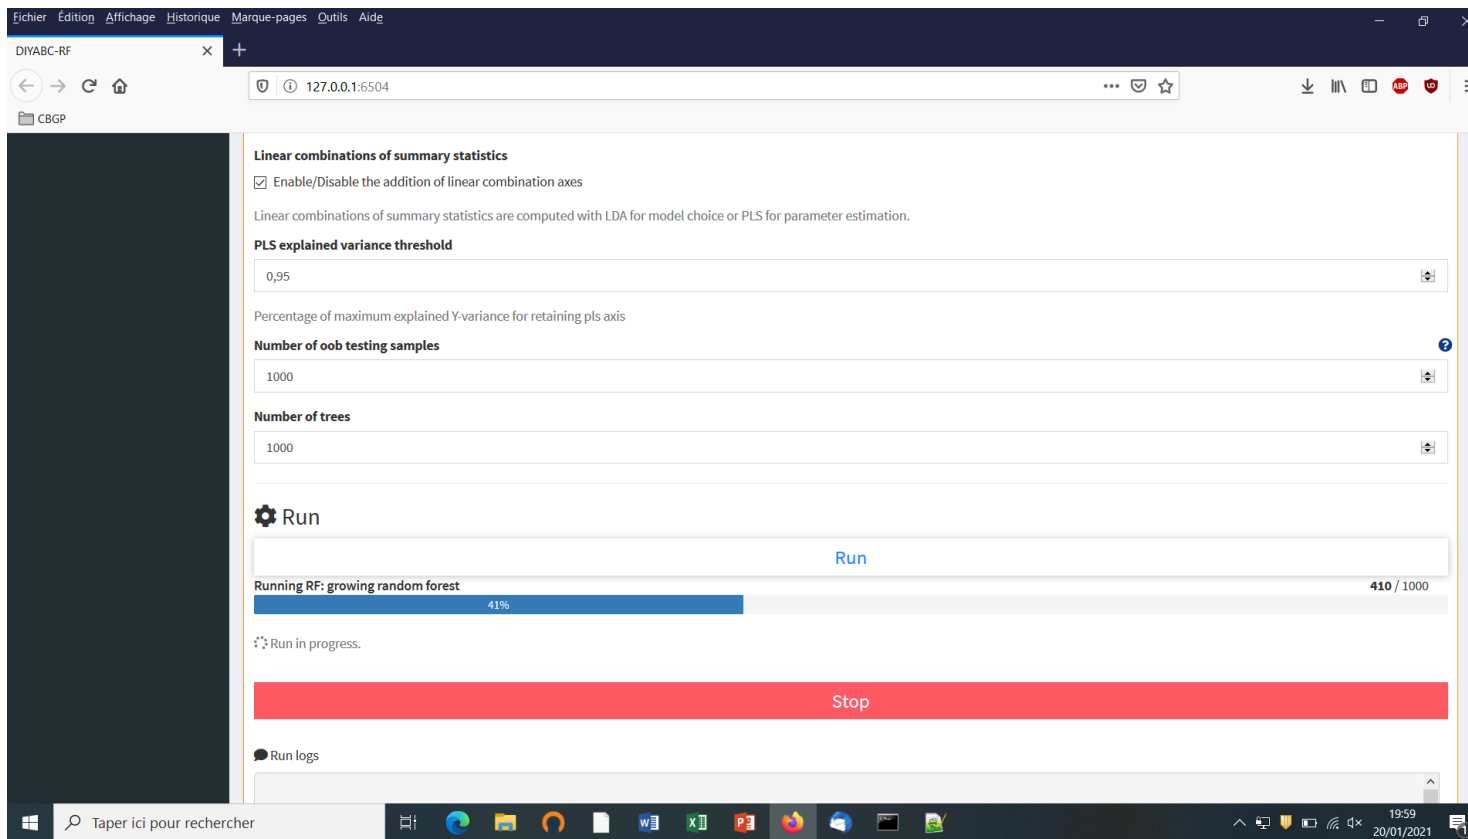 Fichier Édition Affichage Historique Marque-pages Outils Aide
DIYABC-RF
127.0.0.1:6504
ABP
CBGP
Linear combinations of summary statistics
Enable/Disable the addition of linear combination axes
Linear combinations of summary statistics are computed with LDA for model choice or PLS for parameter estimation.
PLS explained variance threshold
0,95
Percentage of maximum explained Y-variance for retaining pls axis
Number of oob testing samples
1000
Number of trees
1000
Run
Run
Running RF: growing random forest 410 / 1000
41%
Run in progress.
Stop
Run logs
Taper ici pour rechercher
19:59
20/01/2021